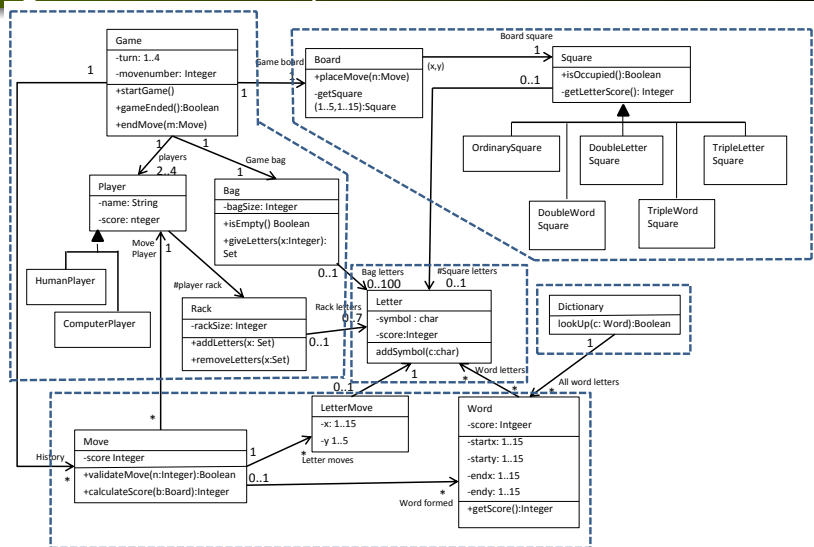 Game
-turn: 1..4
-movenumber: Integer
+startGame()
+gameEnded():Boolean
+endMove(m:Move)
1
1
Game board
Board
+placeMove(n:Move)
-getSquare
(1..5,1..15):Square
Board square
(x,y)
1
Square
+isOccupied():Boolean
-getLetterScore(): Integer
0..1
OrdinarySquare
DoubleLetter
Square
TripleLetter
Square
DoubleWord
Square
TripleWord
Square
1
players
2..4
1
Game bag
1
Player
-name: String
-score: nteger
Bag
-bagSize: Integer
+isEmpty() Boolean
+giveLetters(x:Integer):
Set
0..1
Move
Player
1
HumanPlayer
ComputerPlayer
#player rack
Rack
-rackSize: Integer
+addLetters(x: Set)
+removeLetters(x:Set)
Rack letters
0..7
0..1
Bag letters
0..100
#Square letters
0..1
Letter
-symbol : char
-score:Integer
addSymbol(c:char)
Dictionary
lookUp(c: Word):Boolean
1
All word letters
*
Word letters
*
*
1
0..1
LetterMove
-x: 1..15
-y 1..5
Word
-score: Integeer
-startx: 1..15
-starty: 1..15
-endx: 1..15
-endy: 1..15
+getScore():Integer
*
History
*
Move
-score Integer
+validateMove(n:Integer):Boolean
+calculateScore(b:Board):Integer
1
*
Letter moves
0..1
*
Word formed